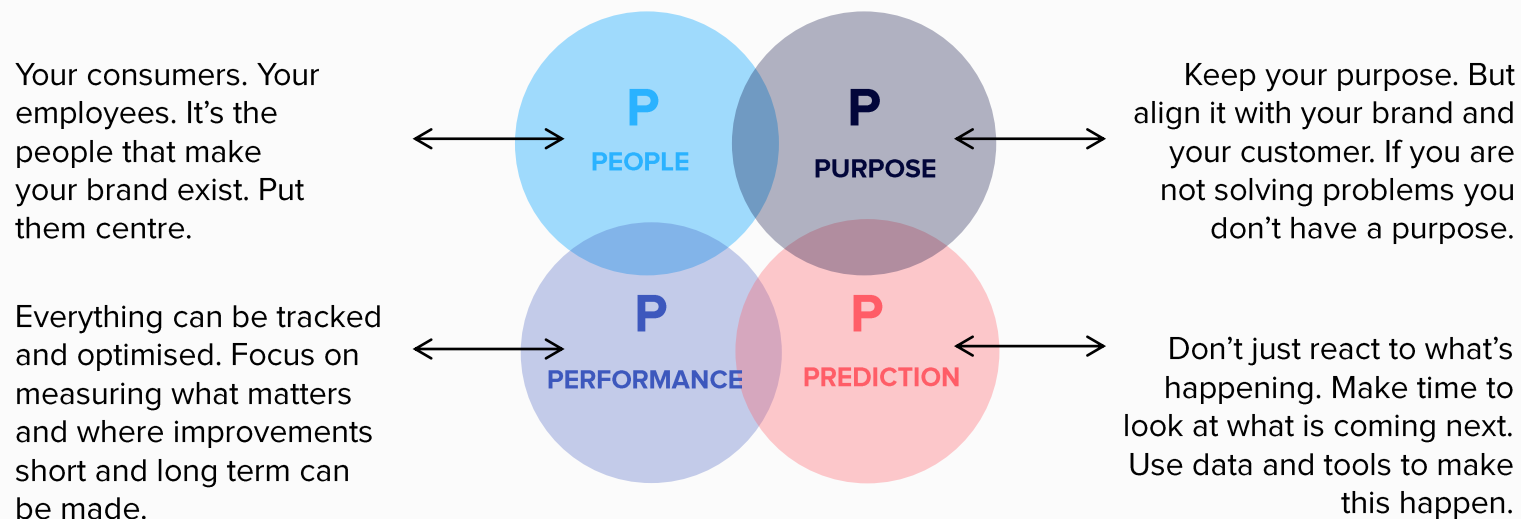 Your consumers. Your
employees. It’s the
people that make
your brand exist. Put
them centre.
P
PEOPLE
P
PURPOSE
Keep your purpose. But
align it with your brand and
your customer. If you are
not solving problems you
don’t have a purpose.
Everything can be tracked
and optimised. Focus on
measuring what matters
and where improvements
short and long term can
be made.
P
PERFORMANCE
P
PREDICTION
Don’t just react to what’s
happening. Make time to
look at what is coming next.
Use data and tools to make
this happen.